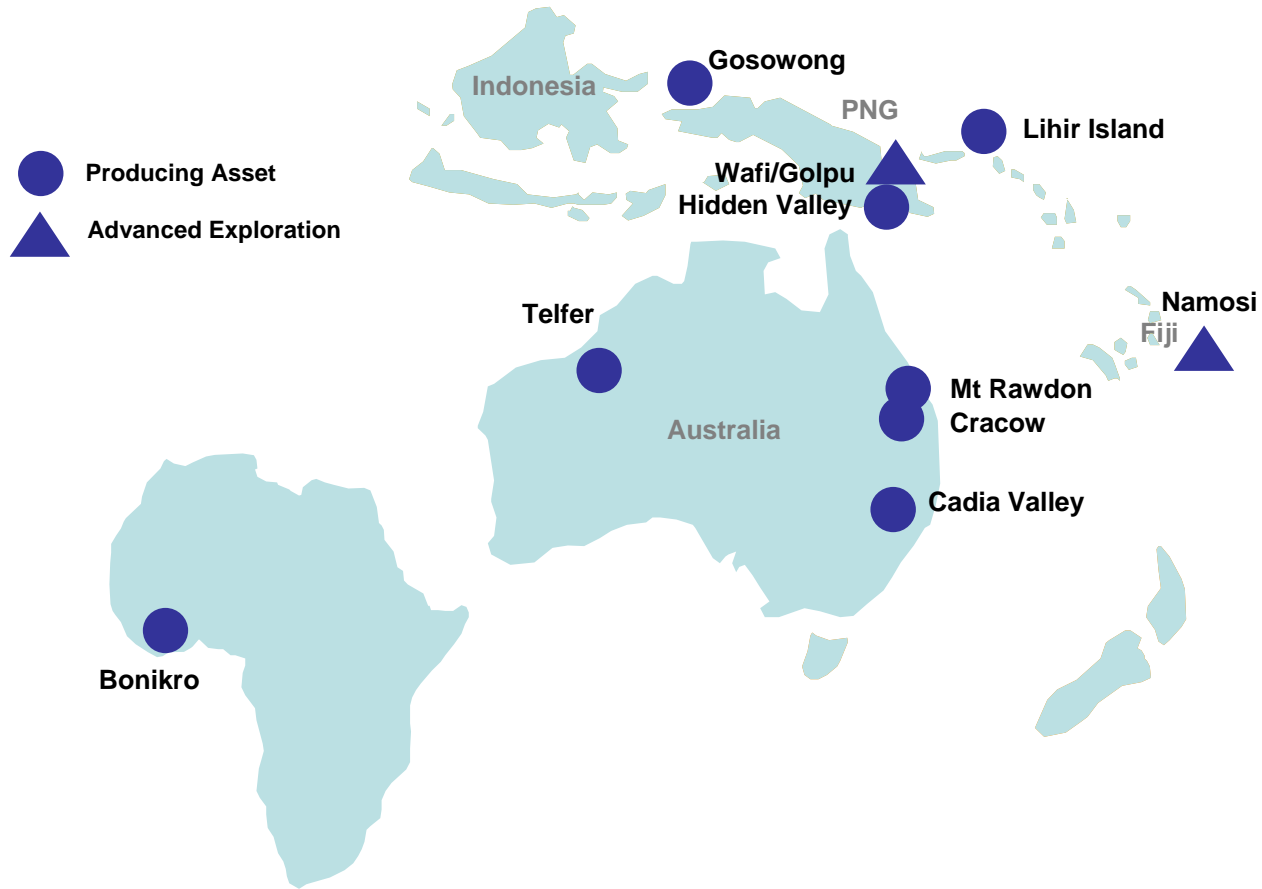 Gosowong
Indonesia
PNG
Lihir Island
Producing Asset
Wafi/Golpu
Hidden Valley
Advanced Exploration
Namosi
Telfer
Fiji
Mt Rawdon
Australia
Cracow
Cadia Valley
Bonikro